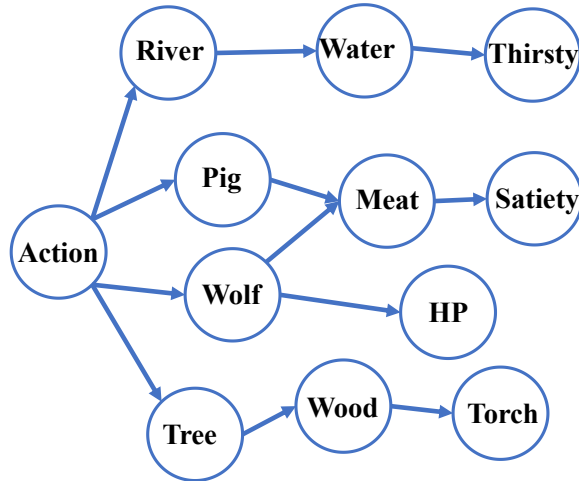 River
Water
Thirsty
Pig
Meat
Satiety
Action
Wolf
HP
Tree
Wood
Torch